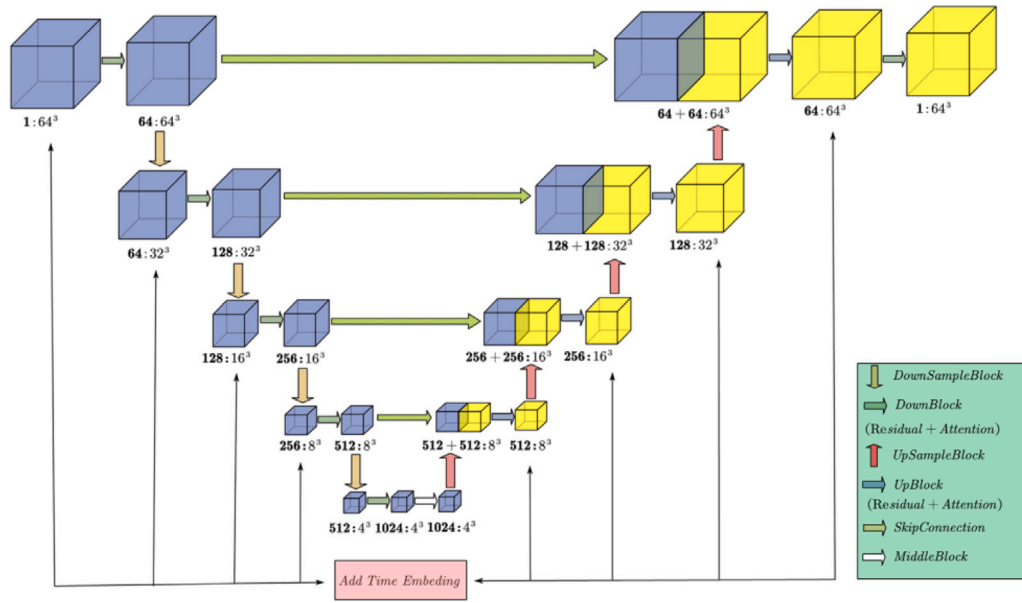 1 : 64³
64 : 64³
64 + 64 : 64³
64 : 64³
1 : 64³
64 : 32³
128 : 32³
128 + 128 : 32³
128 : 32³
128 : 16³
256 : 16³
256 + 256 : 16³
256 : 16³
256 : 8³
512 : 8³
512 + 512 : 8³
512 : 8³
512 : 4³
1024 : 4³
1024 : 4³
Add Time Embeding
DownSampleBlock
DownBlock
(Residual + Attention)
UpSampleBlock
UpBlock
(Residual + Attention)
SkipConnection
MiddleBlock